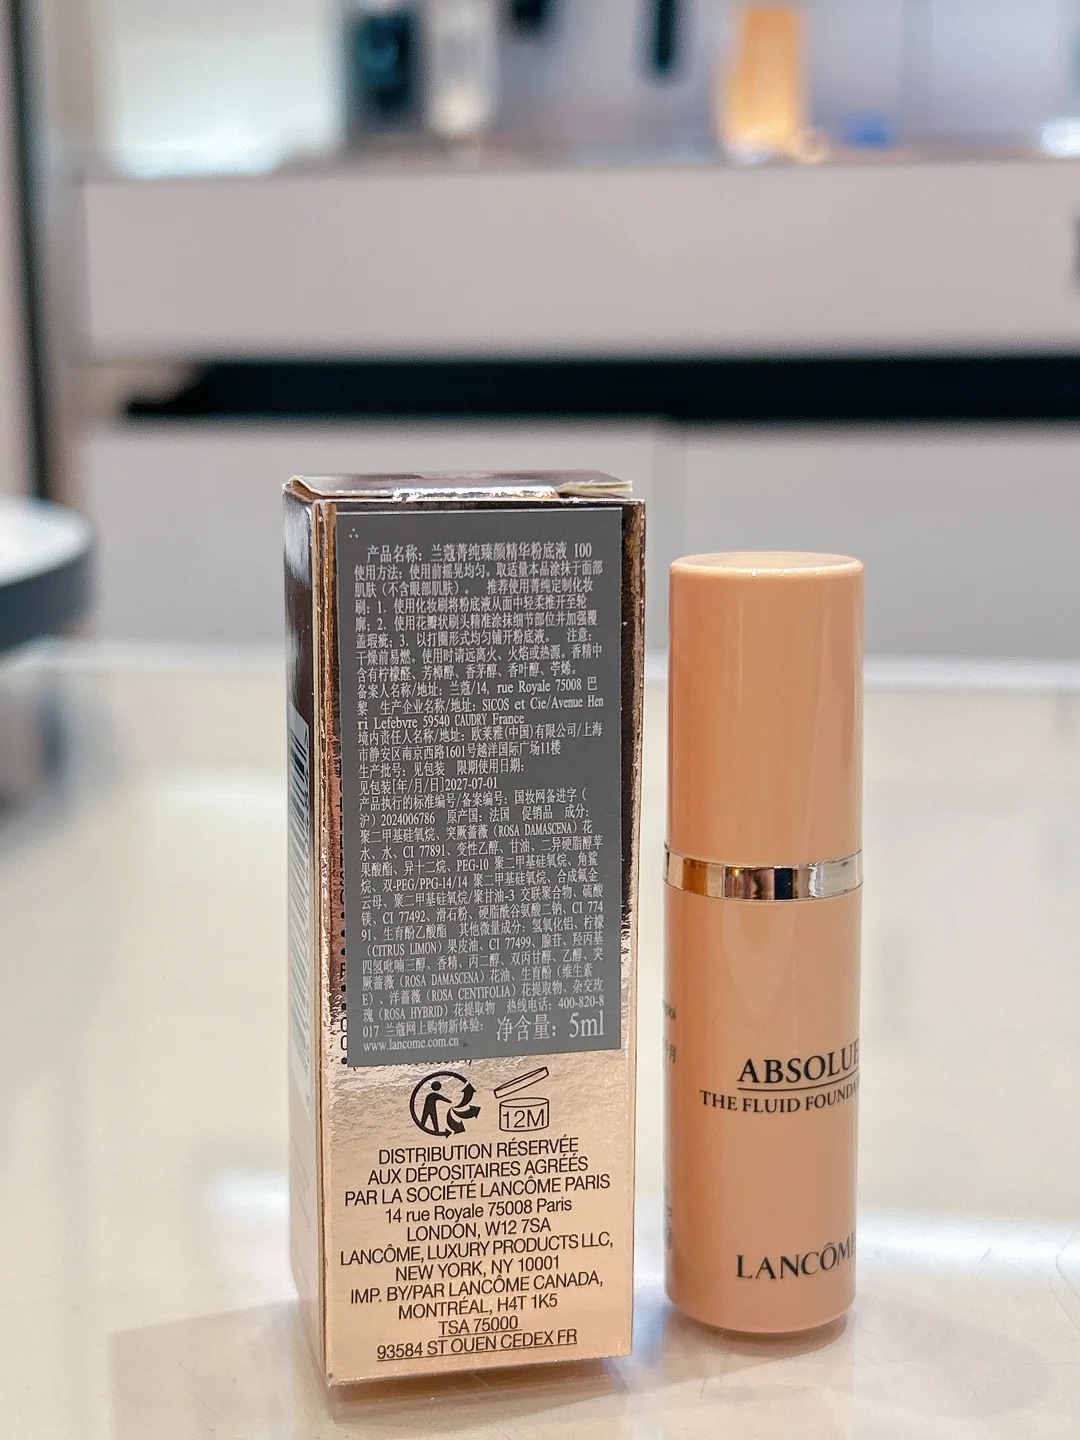 产品名称：兰蔻菁纯臻颜精华粉底液 100
使用方法：使用前摇晃均匀。取适量本品涂抹于面部
肌肤（不含眼部肌肤）。 推荐使用菁纯定制化妆
刷：1. 使用化妆刷将粉底液从面中轻柔推开至轮
廓；2. 使用花瓣状刷头精准涂抹细节部位并加强覆
盖瑕疵；3. 以打圈形式均匀铺开粉底液。 注意：
干燥前易燃。使用时请远离火、火焰或热源。香精中
含有柠檬醛、芳樟醇、香茅醇、香叶醇、苧烯。
备案人名称/地址：兰蔻/14, rue Royale 75008 巴
黎 生产企业名称/地址：SICOS et Cie/Avenue Hen
ri Lefebvre 59540 CAUDRY France
境内责任人名称/地址：欧莱雅(中国)有限公司/上海
市静安区南京西路1601号越洋国际广场11楼
生产批号：见包装 限期使用日期：
见包装[年/月/日]2027-07-01
产品执行的标准编号/备案编号：国妆网备进字（
沪）2024006786 原产国：法国 促销品 成分：
聚二甲基硅氧烷、突厥蔷薇（ROSA DAMASCENA）花
水、水、CI 77891、变性乙醇、甘油、二异硬脂醇苹
果酸酯、异十二烷、PEG-10 聚二甲基硅氧烷、角鲨
烷、双-PEG/PPG-14/14 聚二甲基硅氧烷、合成氟金
云母、聚二甲基硅氧烷/聚甘油-3 交联聚合物、硫酸
镁、CI 77492、滑石粉、硬脂酰谷氨酸二钠、CI 774
91、生育酚乙酸酯 其他微量成分：氢氧化铝、柠檬
（CITRUS LIMON）果皮油、CI 77499、腺苷、羟丙基
四氢吡喃三醇、香精、丙二醇、双丙甘醇、乙醇、突
厥蔷薇（ROSA DAMASCENA）花油、生育酚（维生素
E）、洋蔷薇（ROSA CENTIFOLIA）花提取物、杂交玫
瑰（ROSA HYBRID）花提取物 热线电话：400-820-8
017 兰蔻网上购物新体验： 净含量：5ml
www.lancome.com.cn
12M
DISTRIBUTION RÉSERVÉE
AUX DÉPOSITAIRES AGRÉÉS
PAR LA SOCIÉTÉ LANCÔME PARIS
14 rue Royale 75008 Paris
LONDON, W12 7SA
LANCÔME, LUXURY PRODUCTS LLC,
NEW YORK, NY 10001
IMP. BY/PAR LANCÔME CANADA,
MONTRÉAL, H4T 1K5
TSA 75000
93584 ST OUEN CEDEX FR
ABSOLUE
THE FLUID FOUNDA
LANCÔME